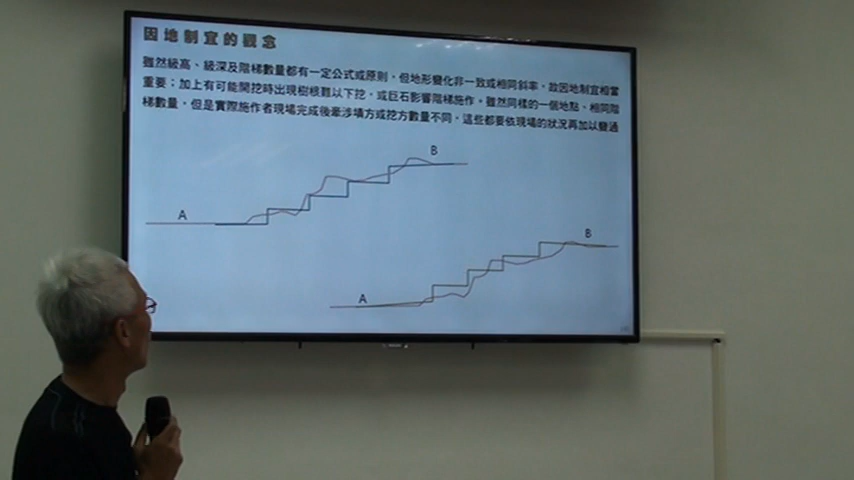 因地制宜的觀念
雖然級高、級深及階梯數量都有一定公式或原則，但地形變化非一致或相同斜率，故因地制宜相當
重要；加上有可能開挖時出現樹根難以下挖，或巨石影響階梯施作，雖然同樣的一個地點、相同階
梯數量，但是實際施作者現場完成後牽涉填方或挖方數量不同，這些都要依現場的狀況再加以變通
B
A
B
A